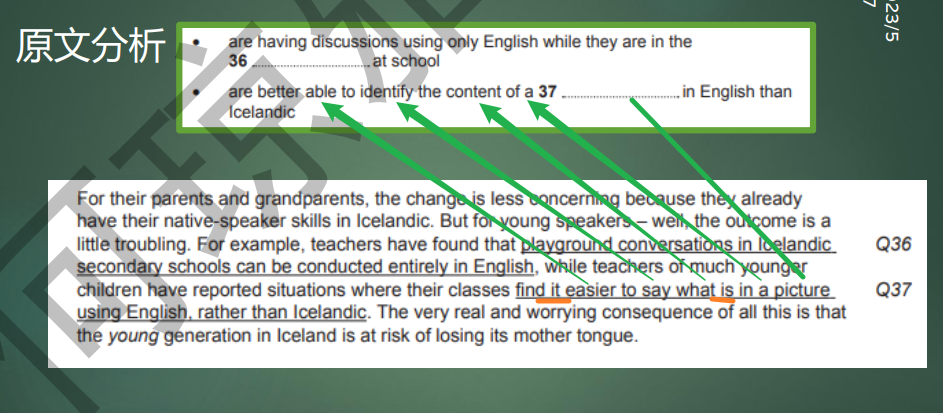 原文分析
23/5
7
• are having discussions using only English while they are in the
36 ........................ at school
• are better able to identify the content of a 37 ........................ in English than
Icelandic
For their parents and grandparents, the change is less concerning because they already
have their native-speaker skills in Icelandic. But for young speakers – well, the outcome is a
little troubling. For example, teachers have found that playground conversations in Icelandic
Q36
secondary schools can be conducted entirely in English, while teachers of much younger
children have reported situations where their classes find it easier to say what is in a picture
Q37
using English, rather than Icelandic. The very real and worrying consequence of all this is that
the young generation in Iceland is at risk of losing its mother tongue.